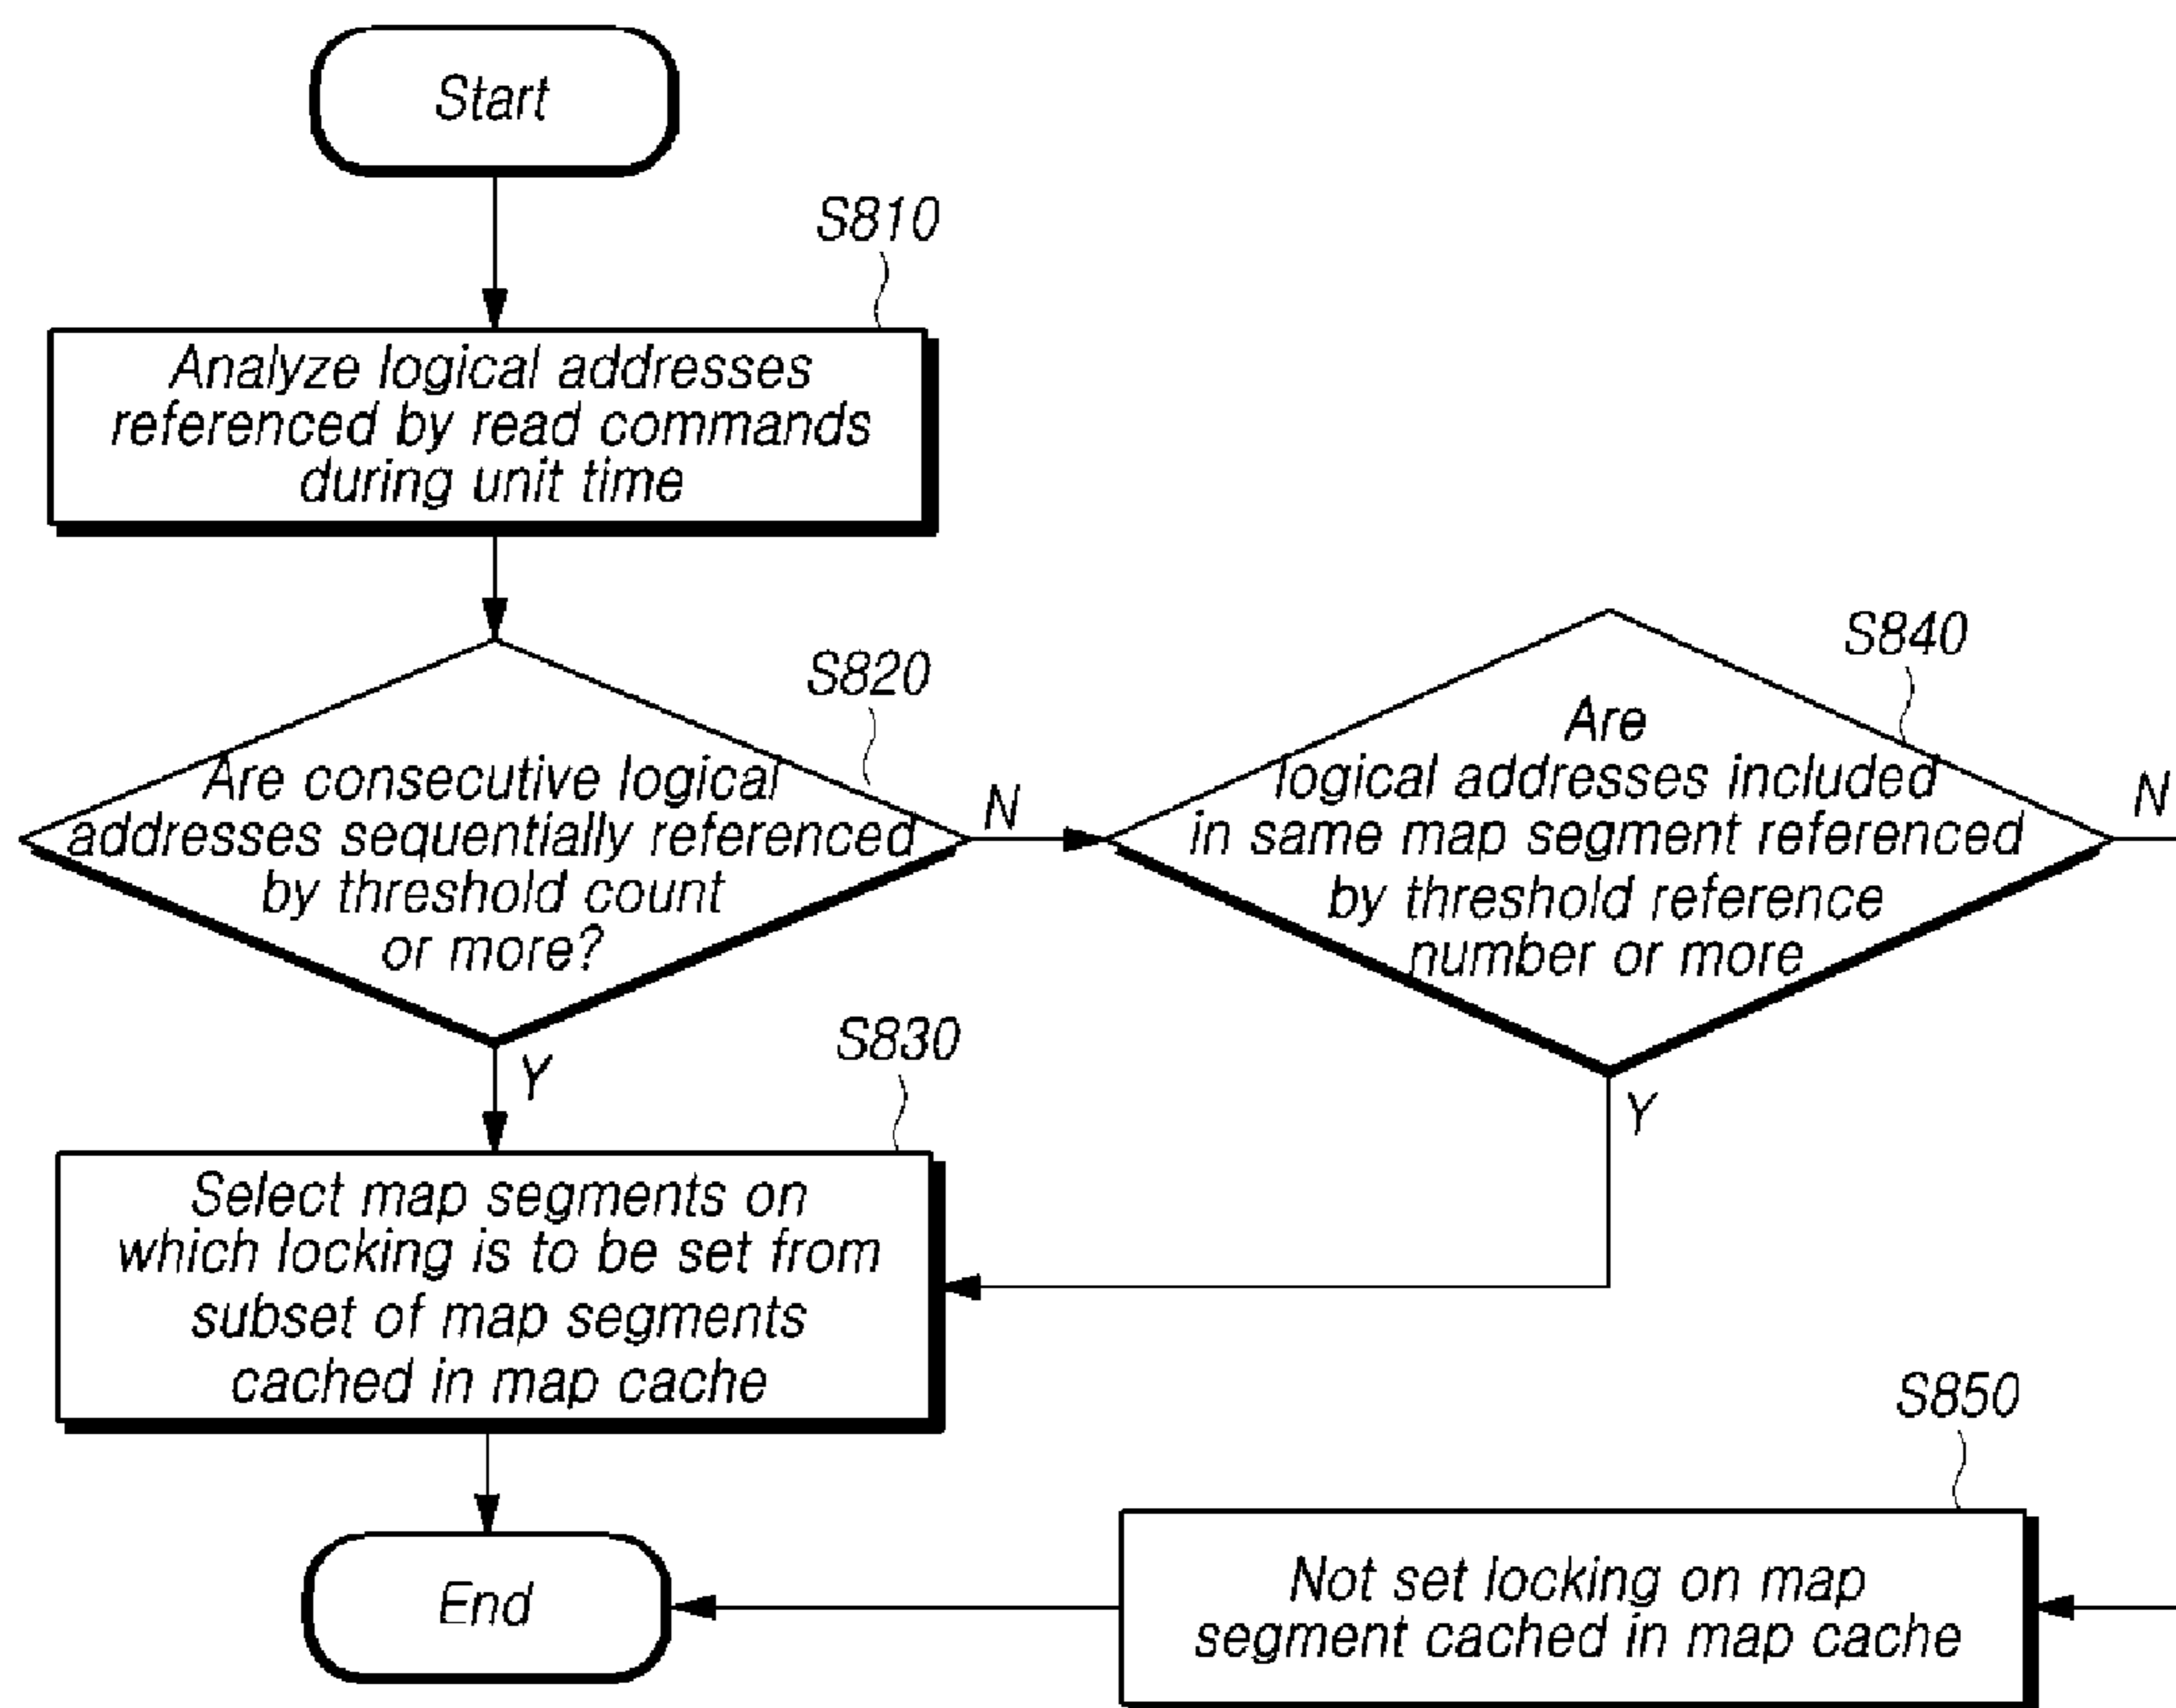 Start
S810
Analyze logical addresses
referenced by read commands
during unit time
S820
Are consecutive logical
addresses sequentially referenced
by threshold count
or more?
N
Y
S840
Are
logical addresses included
in same map segment referenced
by threshold reference
number or more
N
Y
S830
Select map segments on
which locking is to be set from
subset of map segments
cached in map cache
S850
Not set locking on map
segment cached in map cache
End